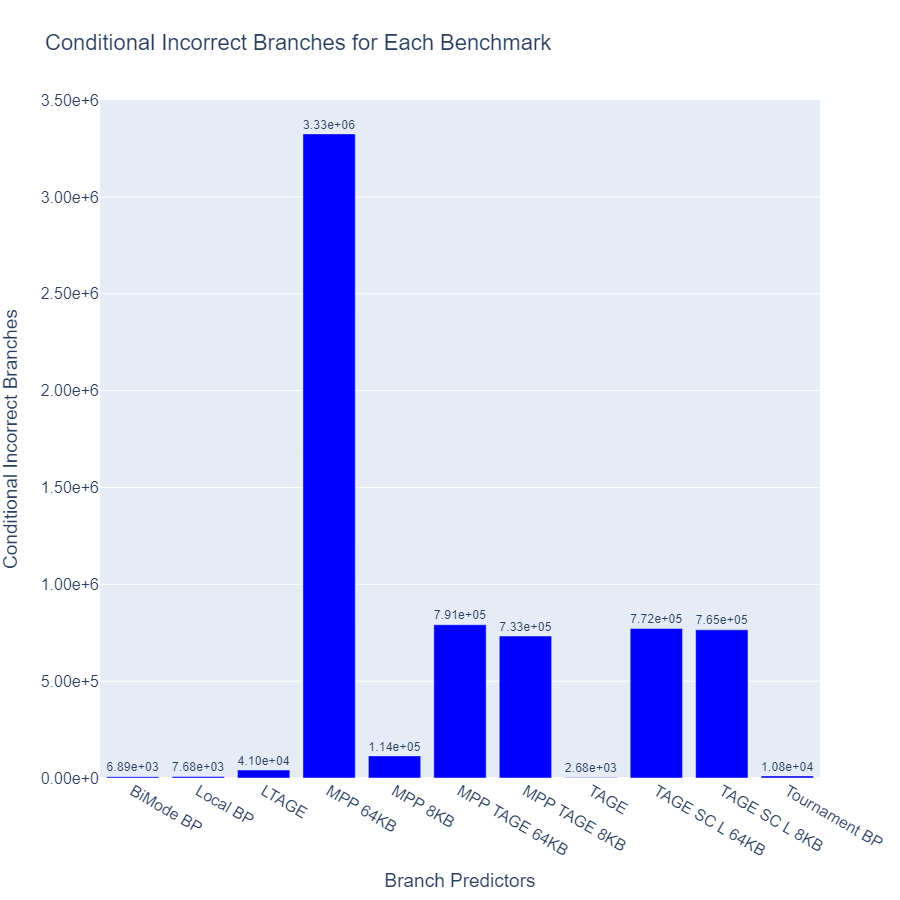 Conditional Incorrect Branches for Each Benchmark
Conditional Incorrect Branches
3.50e+6
3.00e+6
2.50e+6
2.00e+6
1.50e+6
1.00e+6
5.00e+5
0.00e+0
6.89e+03
7.68e+03
4.10e+04
3.33e+06
1.14e+05
7.91e+05
7.33e+05
2.68e+03
7.72e+05
7.65e+05
1.08e+04
BiMode BP
Local BP
LTAGE
MPP 64KB
MPP 8KB
MPP TAGE 64KB
MPP TAGE 8KB
TAGE
TAGE SC L 64KB
TAGE SC L 8KB
Tournament BP
Branch Predictors